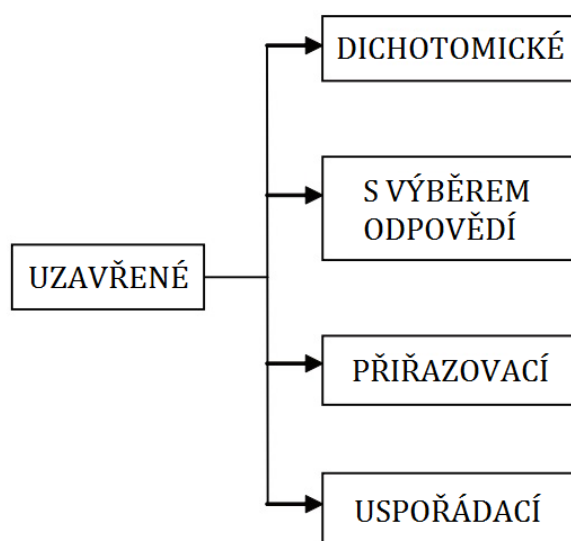 DICHOTOMICKÉ
S VÝBĚREM
ODPOVĚDÍ
UZAVŘENÉ
PŘIŘAZOVACÍ
USPOŘÁDACÍ